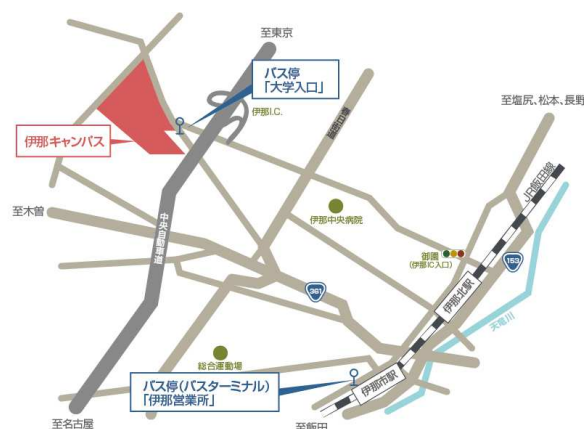 至東京
バス停
「大学入口」
伊那I.C.
至塩尻、松本、長野
伊那キャンパス
JR飯田線
至木曽
中央自動車道
伊那中央病院
御園
(伊那IC入口)
153
伊那北駅
361
天竜川
総合運動場
バス停(バスターミナル)
「伊那営業所」
伊那市駅
至名古屋
至飯田